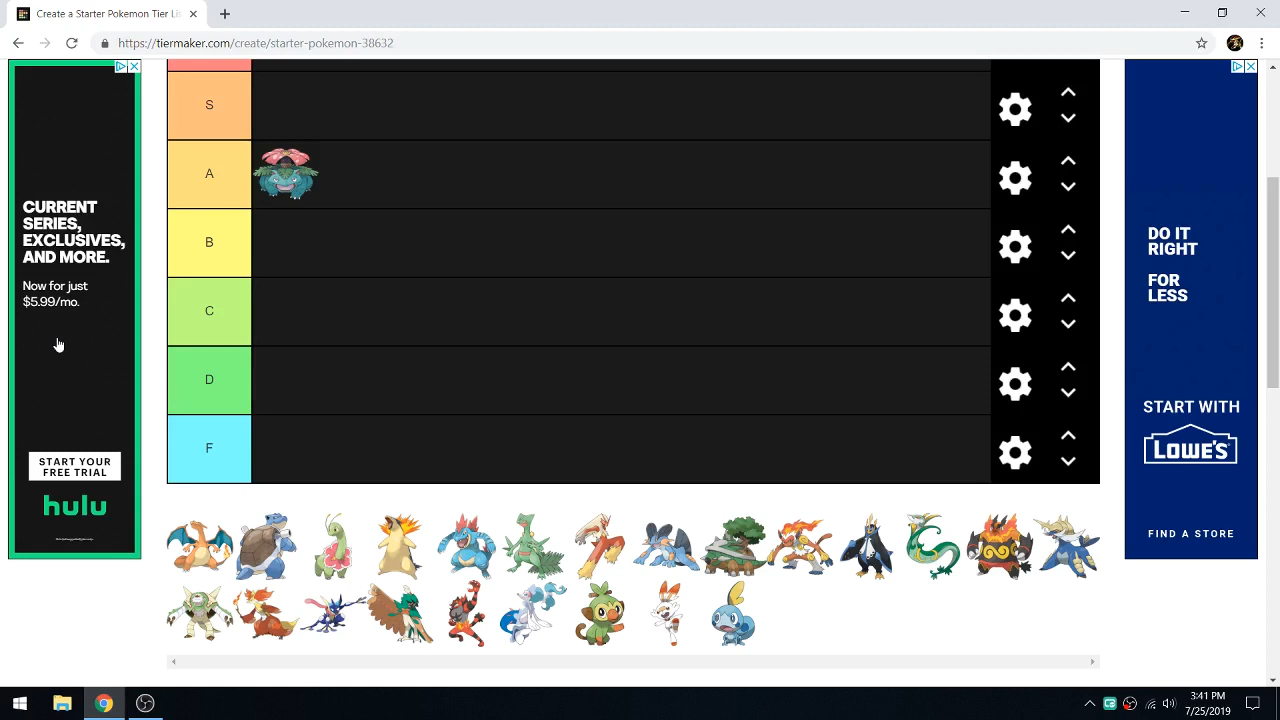 Create a Starter Pokemon Tier Lis
https://tiermaker.com/create/starter-pokemon-38632
CURRENT
SERIES,
EXCLUSIVES,
AND MORE.
Now for just
$5.99/mo.
START YOUR
FREE TRIAL
hulu
S
A
B
C
D
F
DO IT
RIGHT
FOR
LESS
START WITH
LOWE'S
FIND A STORE
3:41 PM
7/25/2019